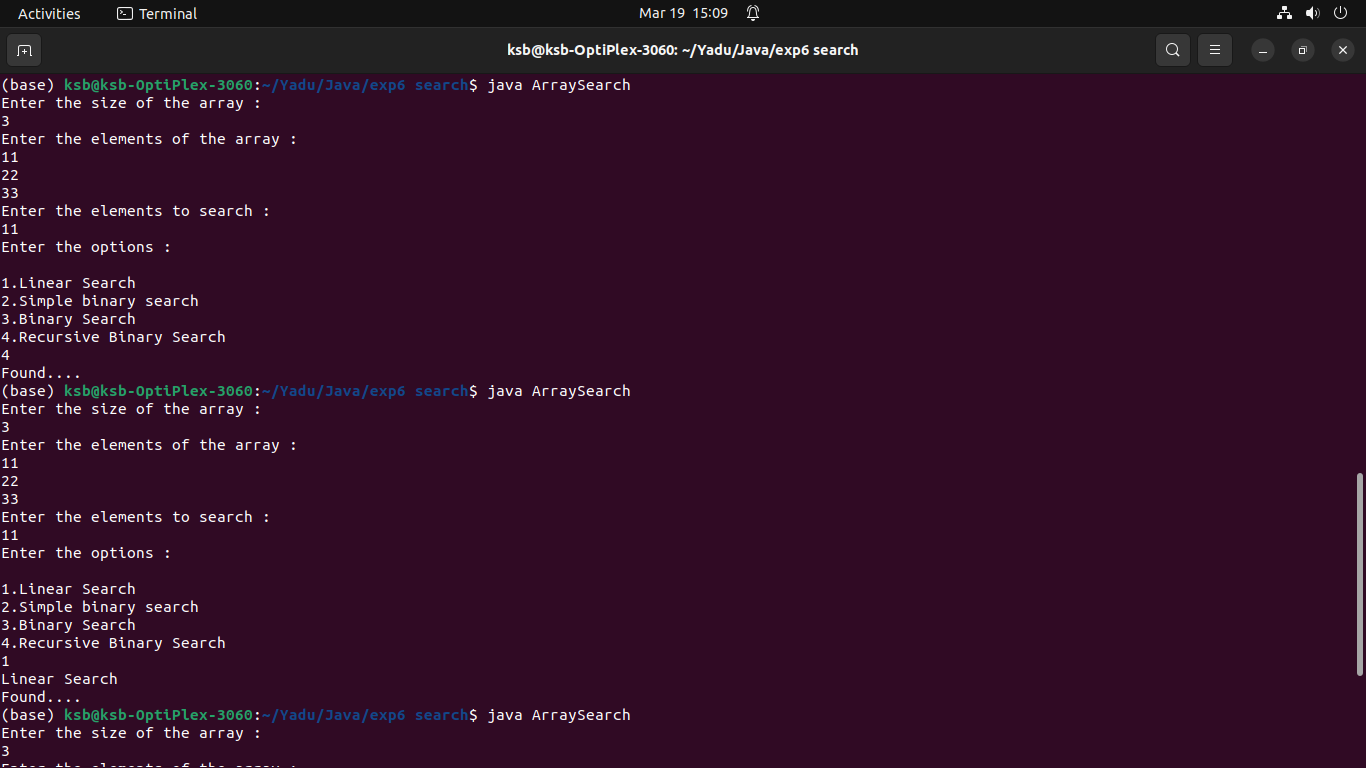 Activities Terminal Mar 19 15:09
ksb@ksb-OptiPlex-3060: ~/Yadu/Java/exp6 search
(base) ksb@ksb-OptiPlex-3060:~/Yadu/Java/exp6 search$ java ArraySearch
Enter the size of the array :
3
Enter the elements of the array :
11
22
33
Enter the elements to search :
11
Enter the options :

1.Linear Search
2.Simple binary search
3.Binary Search
4.Recursive Binary Search
4
Found....
(base) ksb@ksb-OptiPlex-3060:~/Yadu/Java/exp6 search$ java ArraySearch
Enter the size of the array :
3
Enter the elements of the array :
11
22
33
Enter the elements to search :
11
Enter the options :

1.Linear Search
2.Simple binary search
3.Binary Search
4.Recursive Binary Search
1
Linear Search
Found....
(base) ksb@ksb-OptiPlex-3060:~/Yadu/Java/exp6 search$ java ArraySearch
Enter the size of the array :
3
Enter the elements of the array :